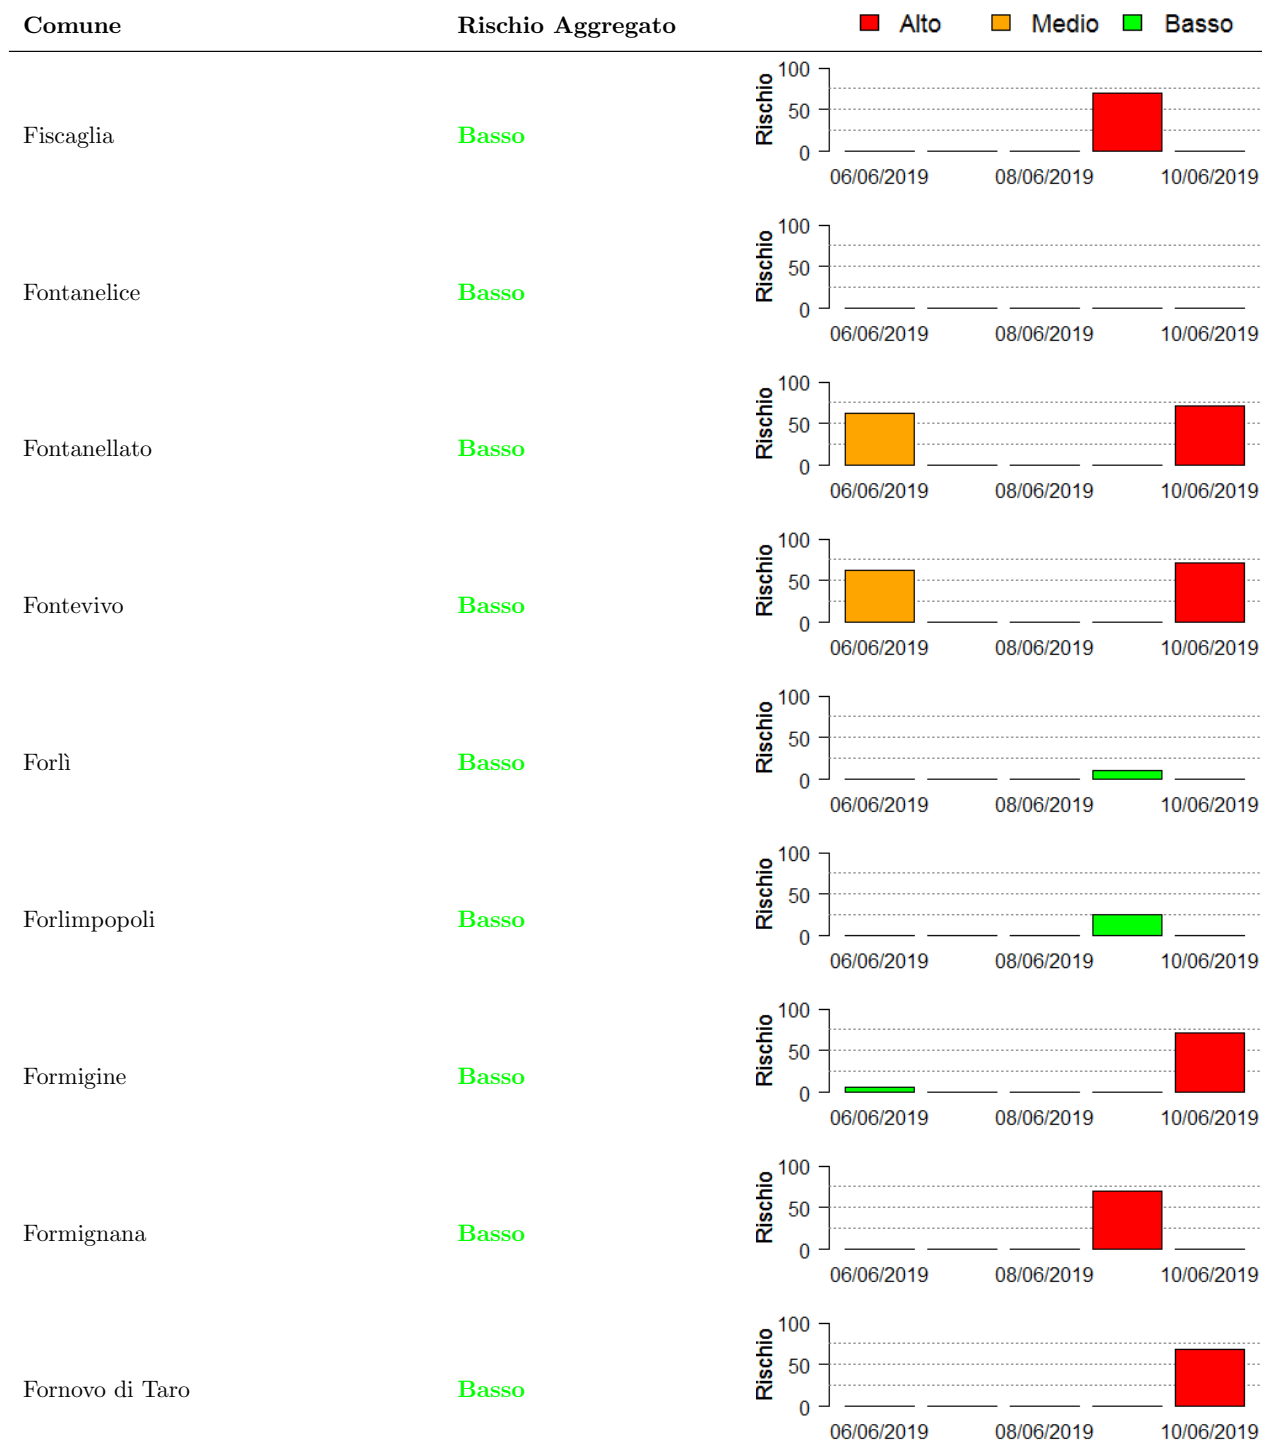 Comune Rischio Aggregato Alto Medio Basso
100
50
0
Rischio
Fiscaglia Basso
06/06/2019 08/06/2019 10/06/2019
100
50
0
Rischio
Fontanelice Basso
06/06/2019 08/06/2019 10/06/2019
100
50
0
Rischio
Fontanellato Basso
06/06/2019 08/06/2019 10/06/2019
100
50
0
Rischio
Fontevivo Basso
06/06/2019 08/06/2019 10/06/2019
100
50
0
Rischio
Forlì Basso
06/06/2019 08/06/2019 10/06/2019
100
50
0
Rischio
Forlimpopoli Basso
06/06/2019 08/06/2019 10/06/2019
100
50
0
Rischio
Formigine Basso
06/06/2019 08/06/2019 10/06/2019
100
50
0
Rischio
Formignana Basso
06/06/2019 08/06/2019 10/06/2019
100
50
0
Rischio
Fornovo di Taro Basso
06/06/2019 08/06/2019 10/06/2019